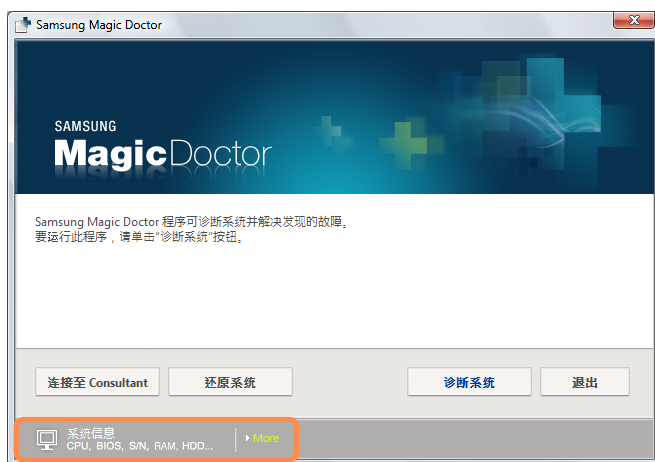 Samsung Magic Doctor
SAMSUNG
MagicDoctor
Samsung Magic Doctor 程序可诊断系统并解决发现的故障。
要运行此程序，请单击“诊断系统”按钮。
连接至 Consultant
还原系统
诊断系统
退出
系统信息
CPU, BIOS, S/N, RAM, HDD...
More